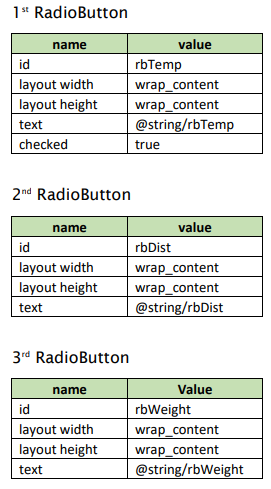 1st RadioButton
name value
id rbTemp
layout width wrap_content
layout height wrap_content
text @string/rbTemp
checked true
2nd RadioButton
name value
id rbDist
layout width wrap_content
layout height wrap_content
text @string/rbDist
3rd RadioButton
name Value
id rbWeight
layout width wrap_content
layout height wrap_content
text @string/rbWeight